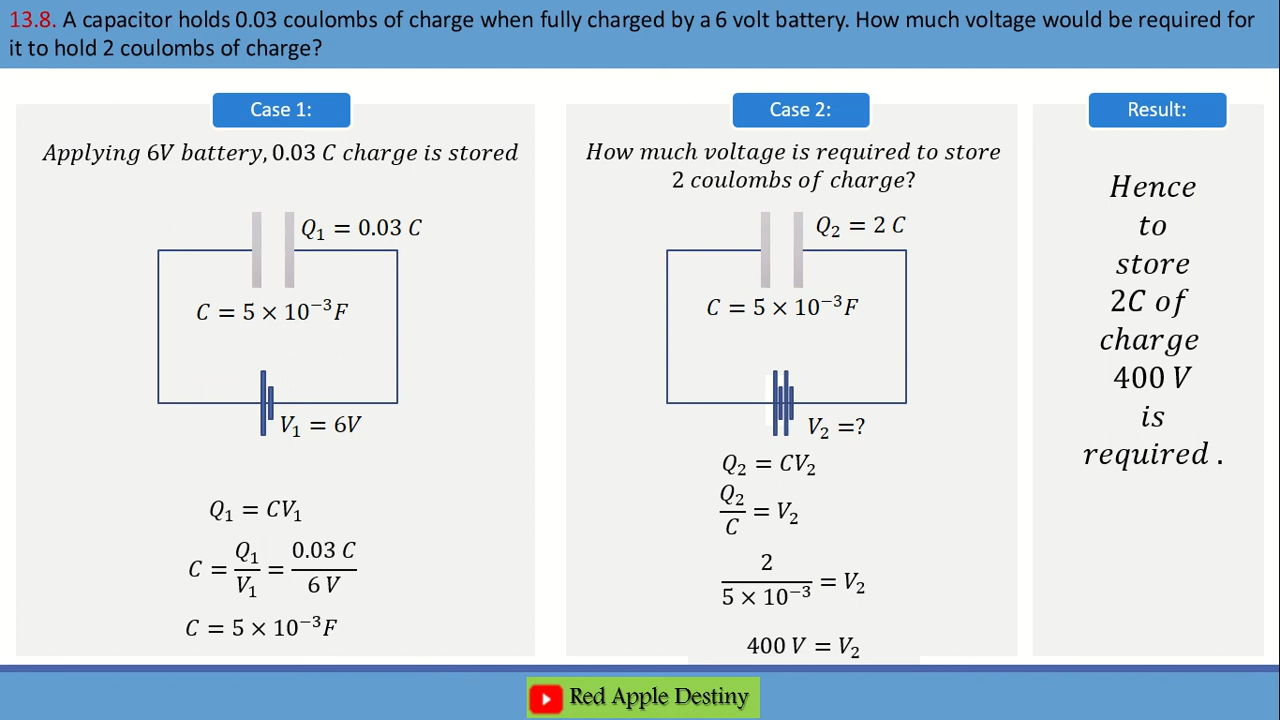 13.8. A capacitor holds 0.03 coulombs of charge when fully charged by a 6 volt battery. How much voltage would be required for
it to hold 2 coulombs of charge?
Case 1:
Applying 6V battery, 0.03 C charge is stored
Q₁ = 0.03 C
C = 5 × 10⁻³F
V₁ = 6V
Q₁ = CV₁
C = Q₁/V₁ = 0.03 C/6 V
C = 5 × 10⁻³F
Case 2:
How much voltage is required to store
2 coulombs of charge?
Q₂ = 2 C
C = 5 × 10⁻³F
V₂ =?
Q₂ = CV₂
Q₂/C = V₂
2/5 × 10⁻³ = V₂
400 V = V₂
Result:
Hence
to
store
2C of
charge
400 V
is
required .
Red Apple Destiny